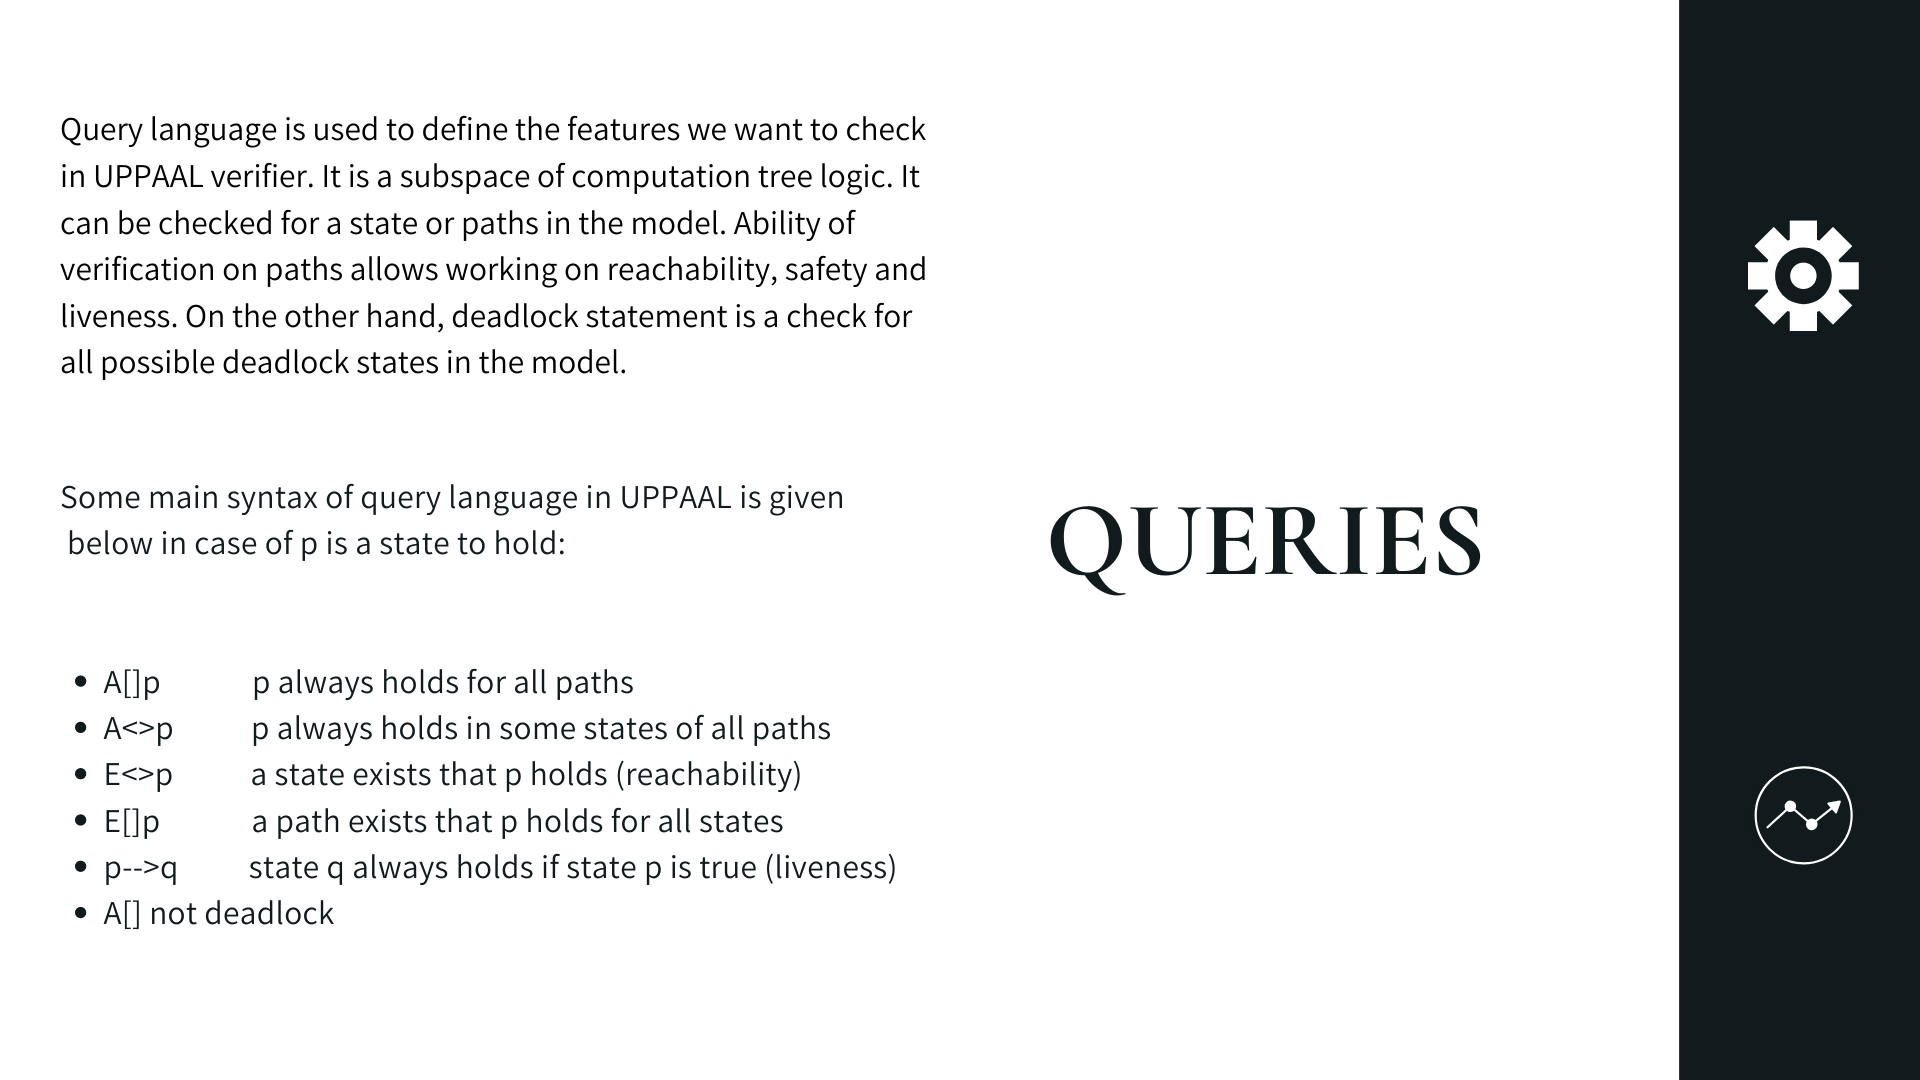 Query language is used to define the features we want to check
in UPPAAL verifier. It is a subspace of computation tree logic. It
can be checked for a state or paths in the model. Ability of
verification on paths allows working on reachability, safety and
liveness. On the other hand, deadlock statement is a check for
all possible deadlock states in the model.
Some main syntax of query language in UPPAAL is given
below in case of p is a state to hold:
• A[]p p always holds for all paths
• A<>p p always holds in some states of all paths
• E<>p a state exists that p holds (reachability)
• E[]p a path exists that p holds for all states
• p-->q state q always holds if state p is true (liveness)
• A[] not deadlock
QUERIES